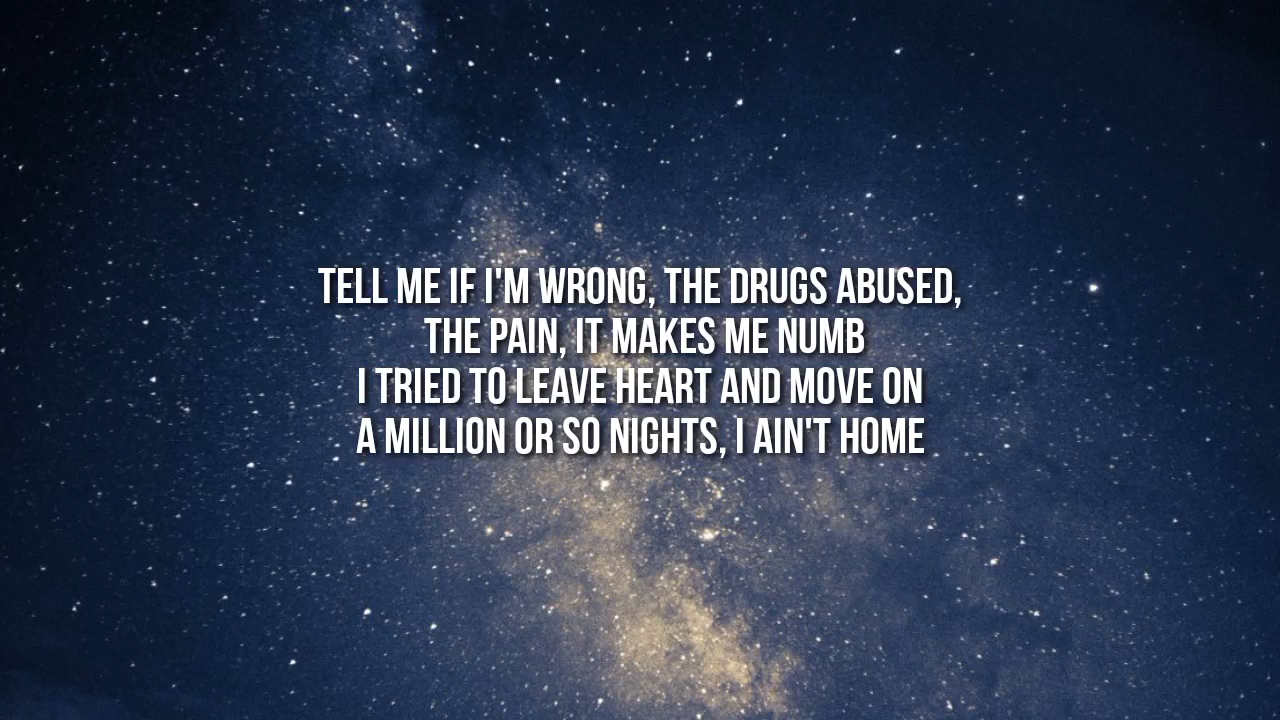 TELL ME IF I'M WRONG, THE DRUGS ABUSED,
THE PAIN, IT MAKES ME NUMB
I TRIED TO LEAVE HEART AND MOVE ON
A MILLION OR SO NIGHTS, I AIN'T HOME